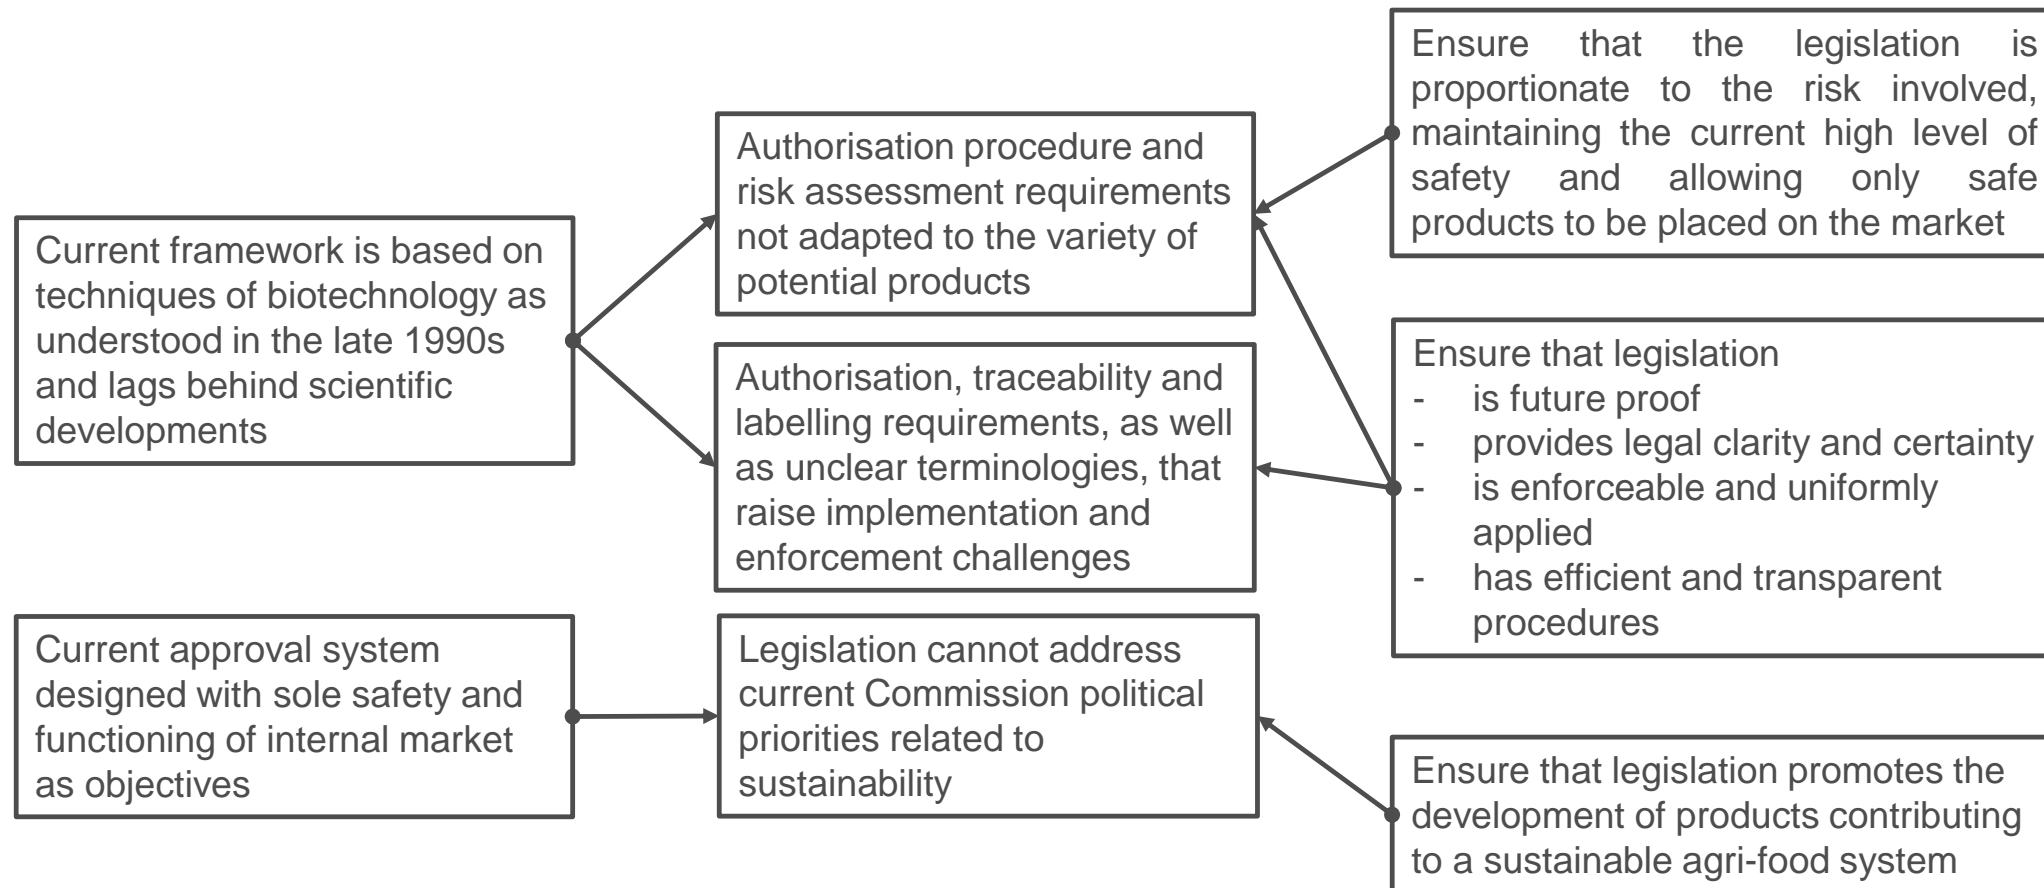 Current framework is based on
techniques of biotechnology as
understood in the late 1990s
and lags behind scientific
developments
Current approval system
designed with sole safety and
functioning of internal market
as objectives
Authorisation procedure and
risk assessment requirements
not adapted to the variety of
potential products
Authorisation, traceability and
labelling requirements, as well
as unclear terminologies, that
raise implementation and
enforcement challenges
Legislation cannot address
current Commission political
priorities related to
sustainability
Ensure that the legislation is
proportionate to the risk involved,
maintaining the current high level of
safety and allowing only safe
products to be placed on the market
Ensure that legislation
- is future proof
- provides legal clarity and certainty
- is enforceable and uniformly
applied
- has efficient and transparent
procedures
Ensure that legislation promotes the
development of products contributing
to a sustainable agri-food system